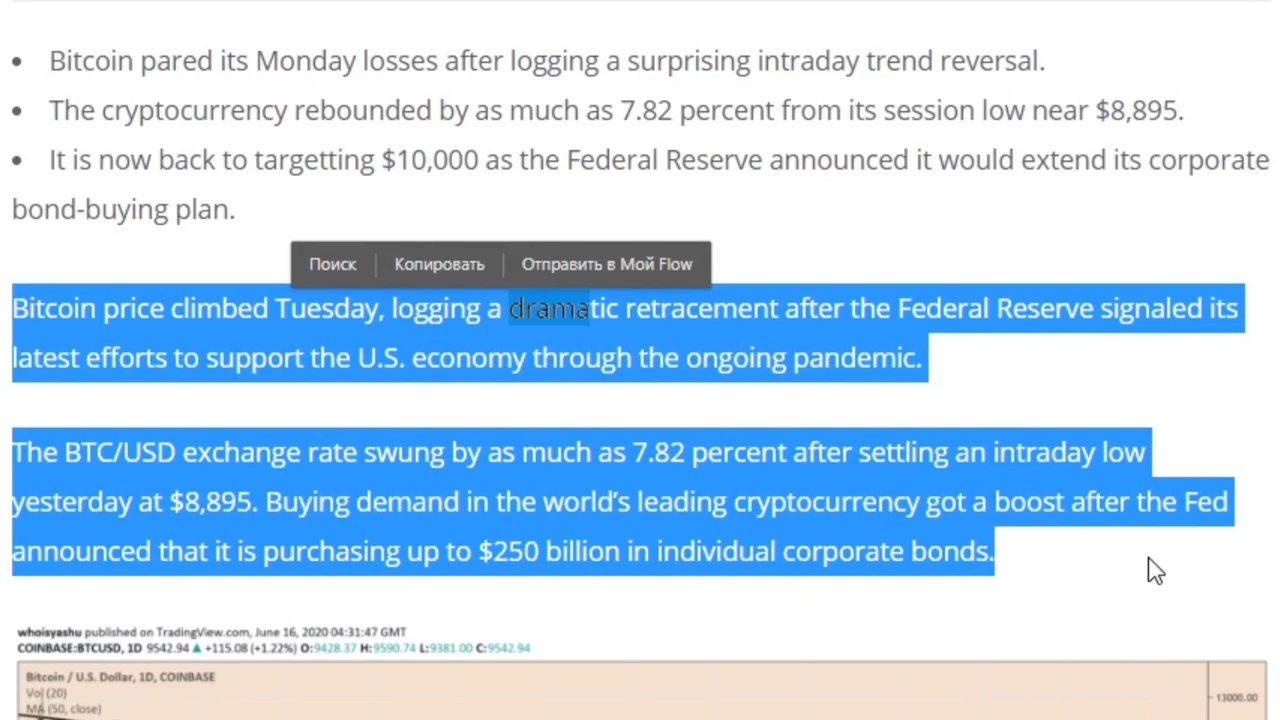 • Bitcoin pared its Monday losses after logging a surprising intraday trend reversal.
• The cryptocurrency rebounded by as much as 7.82 percent from its session low near $8,895.
• It is now back to targetting $10,000 as the Federal Reserve announced it would extend its corporate
bond-buying plan.
Поиск Копировать Отправить в Мой Flow
Bitcoin price climbed Tuesday, logging a dramatic retracement after the Federal Reserve signaled its
latest efforts to support the U.S. economy through the ongoing pandemic.
The BTC/USD exchange rate swung by as much as 7.82 percent after settling an intraday low
yesterday at $8,895. Buying demand in the world’s leading cryptocurrency got a boost after the Fed
announced that it is purchasing up to $250 billion in individual corporate bonds.
whoisyashu published on TradingView.com, June 16, 2020 04:31:47 GMT
COINBASE:BTCUSD, 1D 9542.94 ▲ +115.08 (+1.22%) O:9428.37 H:9590.74 L:9381.00 C:9542.94
Bitcoin / U.S. Dollar, 1D, COINBASE
Vol (20)
13000.00
MA (50, close)